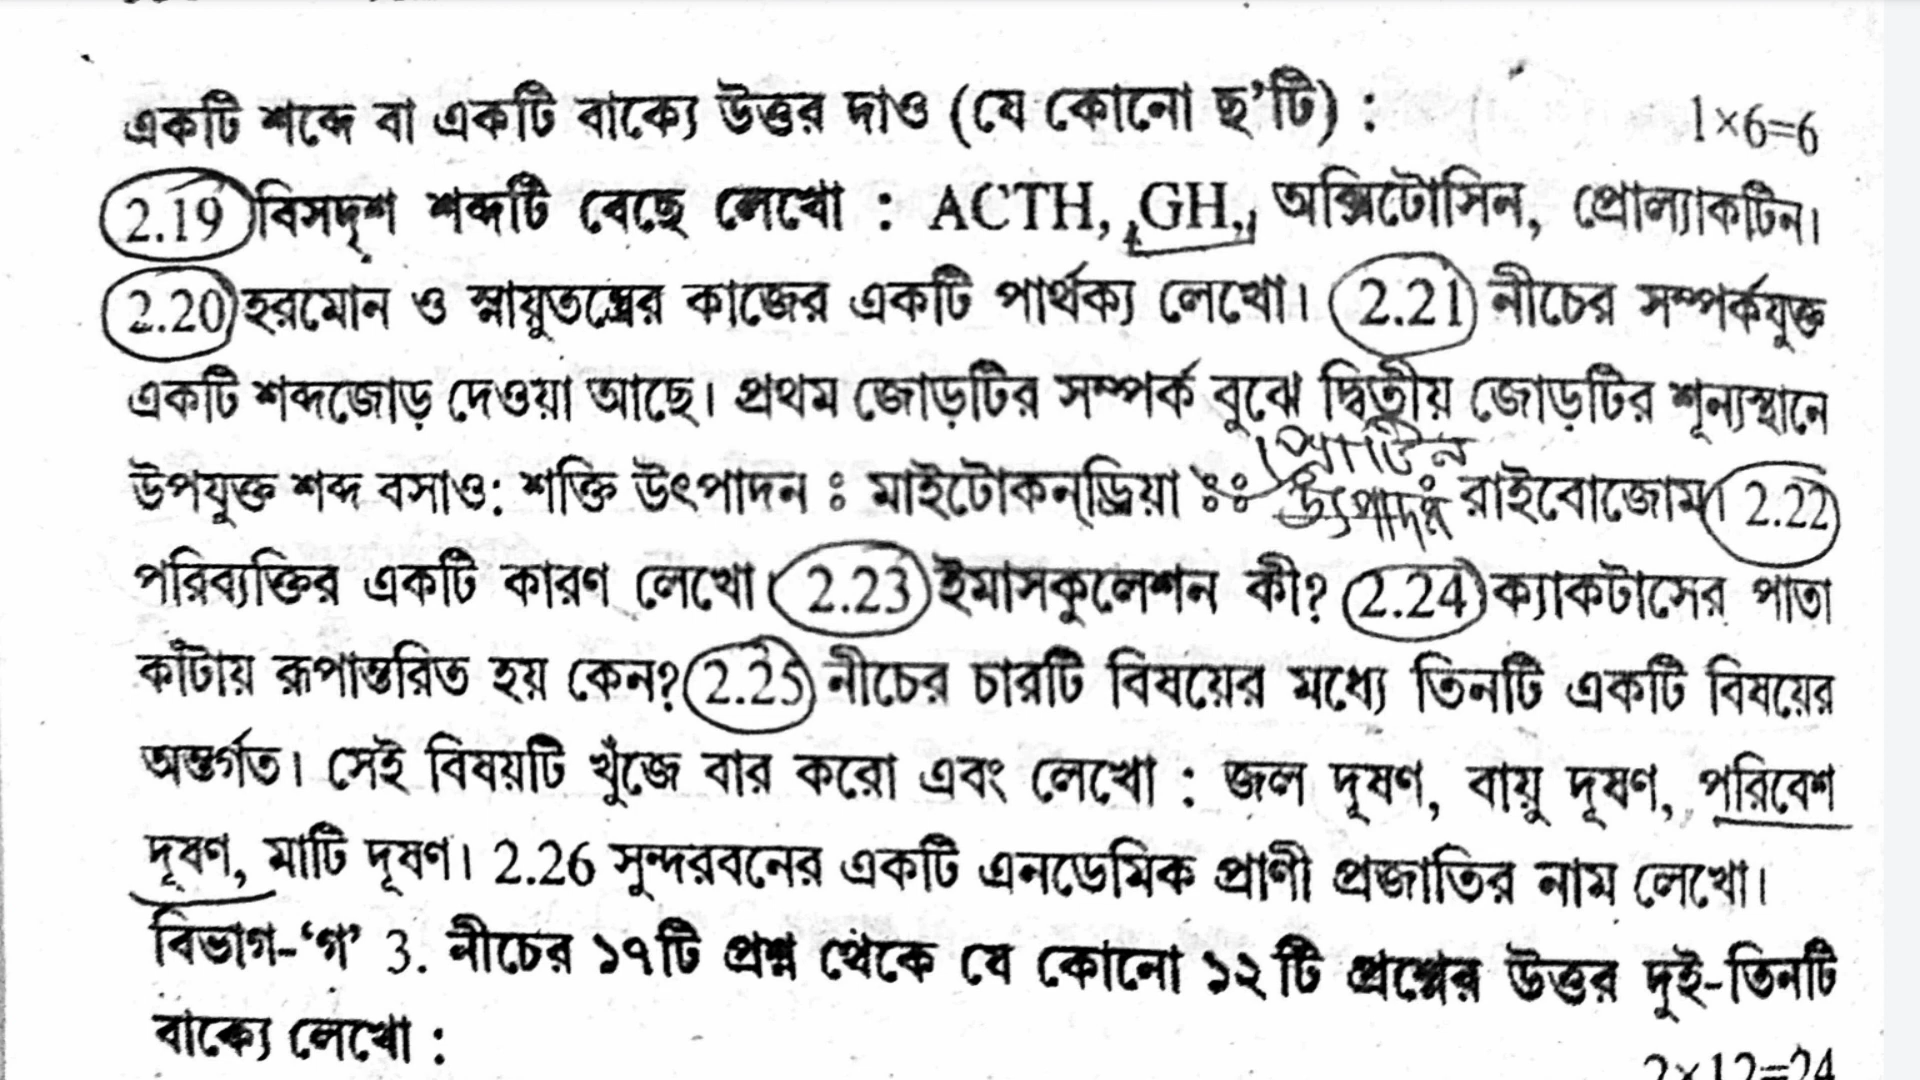 একটি শব্দে বা একটি বাক্যে উত্তর দাও (যে কোনো ছ'টি) : 1×6=6
2.19 বিসদৃশ শব্দটি বেছে লেখো : ACTH, GH, অক্সিটোসিন, প্রোল্যাকটিন।
2.20 হরমোন ও স্নায়ুতন্ত্রের কাজের একটি পার্থক্য লেখো। 2.21 নীচের সম্পর্কযুক্ত
একটি শব্দজোড় দেওয়া আছে। প্রথম জোড়টির সম্পর্ক বুঝে দ্বিতীয় জোড়টির শূন্যস্থানে
প্রোটিন
উপযুক্ত শব্দ বসাও: শক্তি উৎপাদন ঃ মাইটোকন্ড্রিয়া ঃঃ উৎপাদন ঃ রাইবোজোম। 2.22
পরিব্যক্তির একটি কারণ লেখো। 2.23 ইমাসকুলেশন কী? 2.24 ক্যাকটাসের পাতা
কাঁটায় রূপান্তরিত হয় কেন? 2.25 নীচের চারটি বিষয়ের মধ্যে তিনটি একটি বিষয়ের
অন্তর্গত। সেই বিষয়টি খুঁজে বার করো এবং লেখো : জল দূষণ, বায়ু দূষণ, পরিবেশ
দূষণ, মাটি দূষণ। 2.26 সুন্দরবনের একটি এনডেমিক প্রাণী প্রজাতির নাম লেখো।
বিভাগ-‘গ’ 3. নীচের ১৭টি প্রশ্ন থেকে যে কোনো ১২টি প্রশ্নের উত্তর দুই-তিনটি
বাক্যে লেখো :
2×12=24